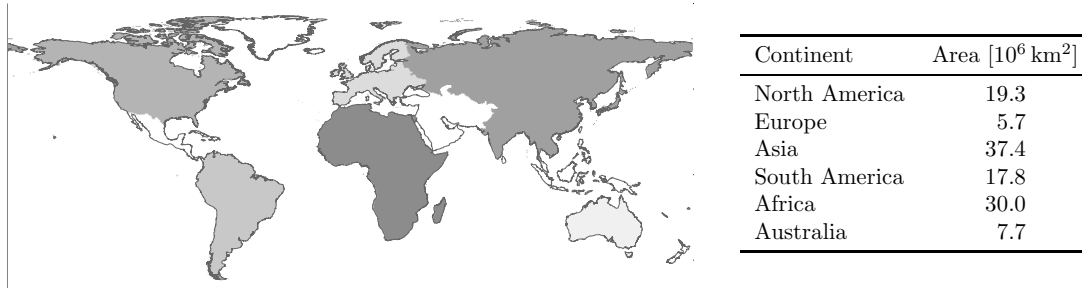 Continent Area [10⁶ km²]
North America 19.3
Europe 5.7
Asia 37.4
South America 17.8
Africa 30.0
Australia 7.7